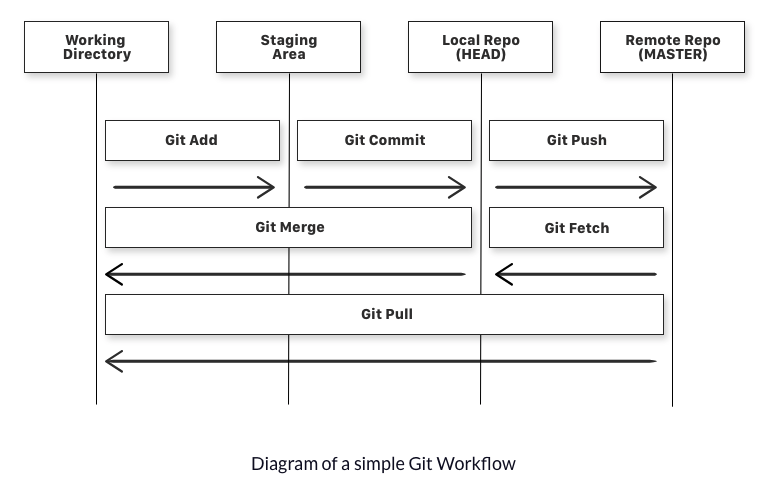 Working
Directory
Staging
Area
Local Repo
(HEAD)
Remote Repo
(MASTER)
Git Add
Git Commit
Git Push
Git Merge
Git Fetch
Git Pull
Diagram of a simple Git Workflow